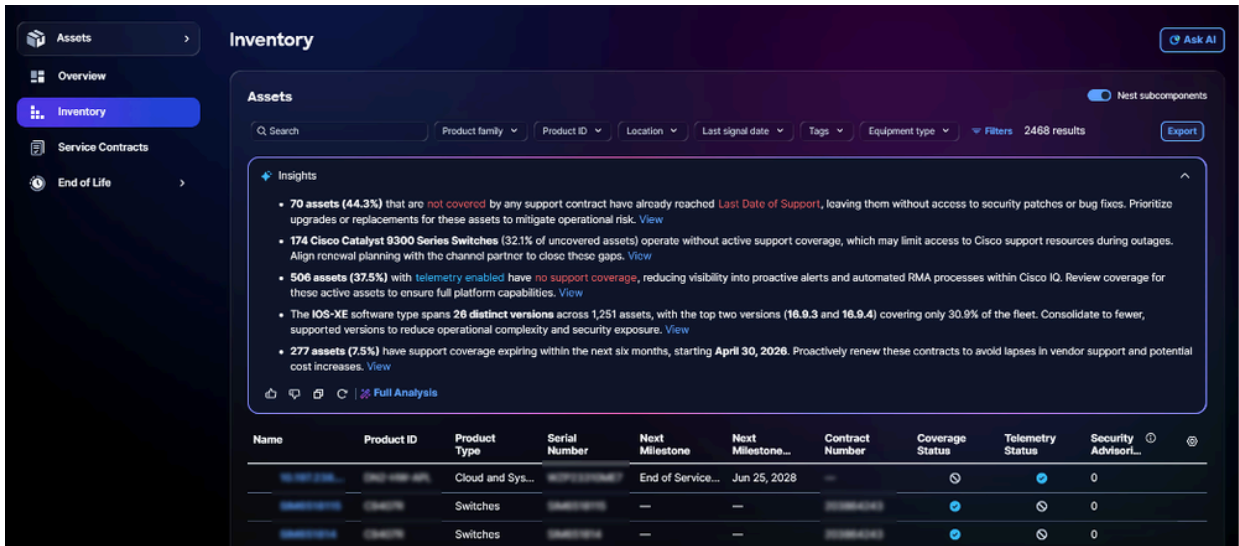 Assets
Inventory
Ask AI
Overview
Inventory
Service Contracts
End of Life
Assets
Nest subcomponents
Search
Product family
Product ID
Location
Last signal date
Tags
Equipment type
Filters
2468 results
Export
Insights
• 70 assets (44.3%) that are not covered by any support contract have already reached Last Date of Support, leaving them without access to security patches or bug fixes. Prioritize
upgrades or replacements for these assets to mitigate operational risk. View
• 174 Cisco Catalyst 9300 Series Switches (32.1% of uncovered assets) operate without active support coverage, which may limit access to Cisco support resources during outages.
Align renewal planning with the channel partner to close these gaps. View
• 506 assets (37.5%) with telemetry enabled have no support coverage, reducing visibility into proactive alerts and automated RMA processes within Cisco IQ. Review coverage for
these active assets to ensure full platform capabilities. View
• The IOS-XE software type spans 26 distinct versions across 1,251 assets, with the top two versions (16.9.3 and 16.9.4) covering only 30.9% of the fleet. Consolidate to fewer,
supported versions to reduce operational complexity and security exposure. View
• 277 assets (7.5%) have support coverage expiring within the next six months, starting April 30, 2026. Proactively renew these contracts to avoid lapses in vendor support and potential
cost increases. View
Full Analysis
Name
Product ID
Product
Type
Serial
Number
Next
Milestone
Next
Milestone...
Contract
Number
Coverage
Status
Telemetry
Status
Security
Advisori...
Cloud and Sys... End of Service... Jun 25, 2028 — 0
Switches — — 0
Switches — — 0